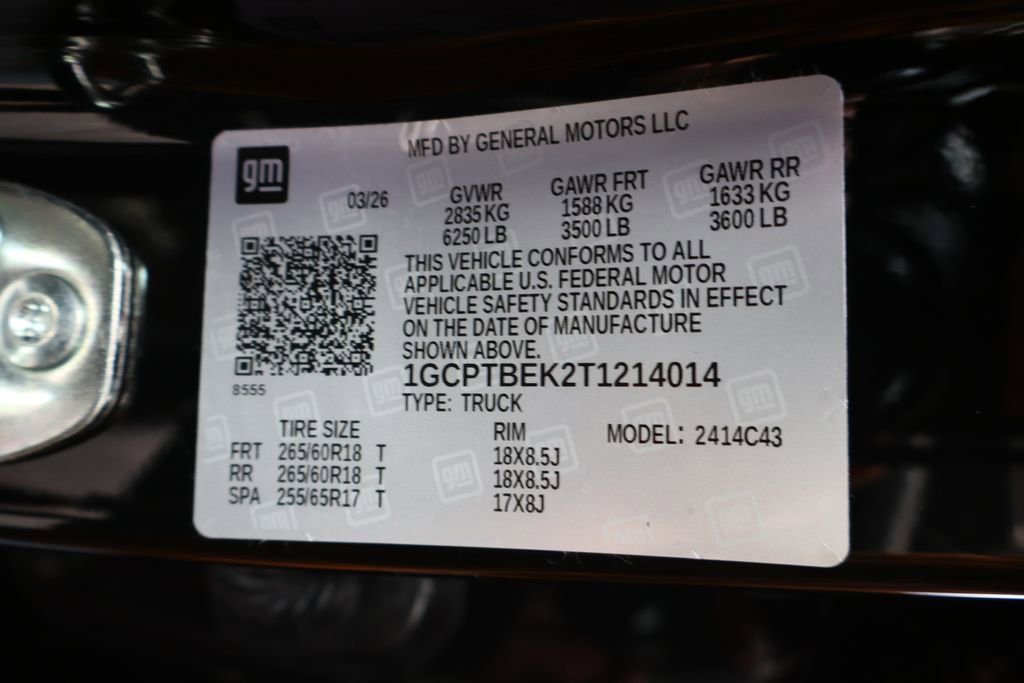 MFD BY GENERAL MOTORS LLC
gm
03/26
GVWR GAWR FRT GAWR RR
2835 KG 1588 KG 1633 KG
6250 LB 3500 LB 3600 LB
THIS VEHICLE CONFORMS TO ALL
APPLICABLE U.S. FEDERAL MOTOR
VEHICLE SAFETY STANDARDS IN EFFECT
ON THE DATE OF MANUFACTURE
SHOWN ABOVE.
8555
1GCPTBEK2T1214014
TYPE: TRUCK
TIRE SIZE RIM MODEL: 2414C43
FRT 265/60R18 T 18X8.5J
RR 265/60R18 T 18X8.5J
SPA 255/65R17 T 17X8J